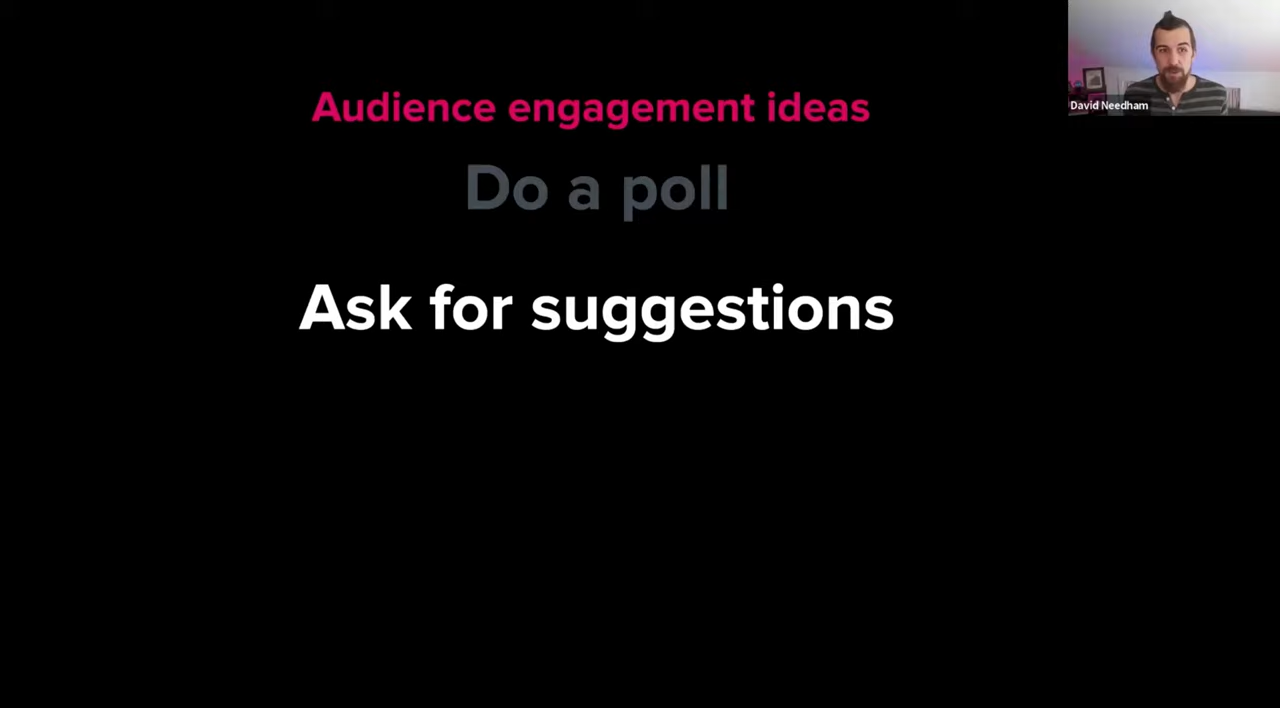 Audience engagement ideas
Do a poll
Ask for suggestions
David Needham